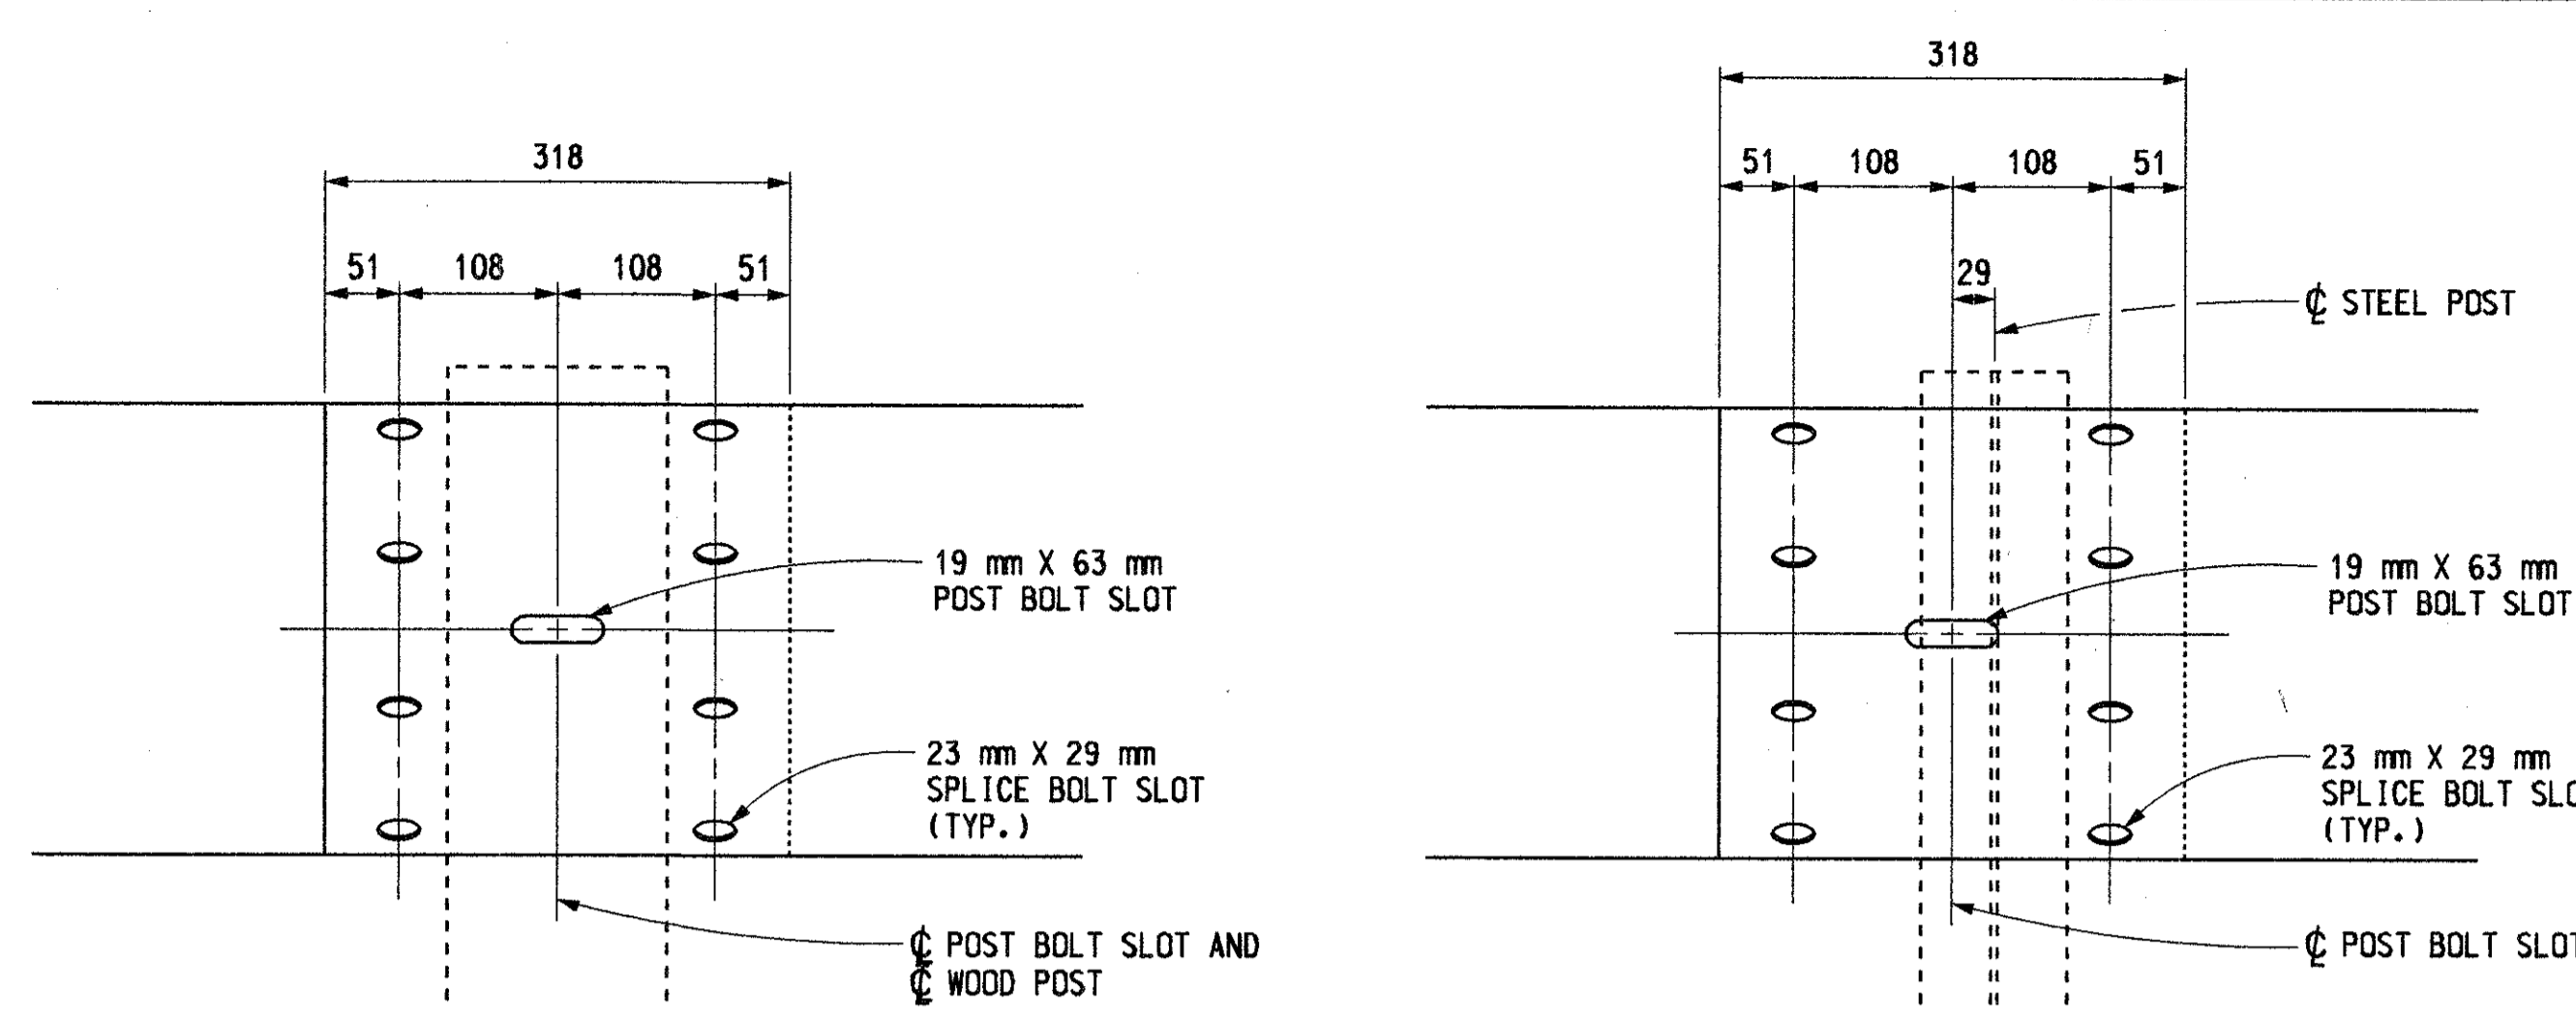 318
51 108 108 51
19 mm X 63 mm
POST BOLT SLOT
23 mm X 29 mm
SPLICE BOLT SLOT
(TYP.)
℄ POST BOLT SLOT AND
℄ WOOD POST
318
51 108 108 51
29
℄ STEEL POST
19 mm X 63 mm
POST BOLT SLOT
23 mm X 29 mm
SPLICE BOLT SLO
(TYP.)
℄ POST BOLT SLOT